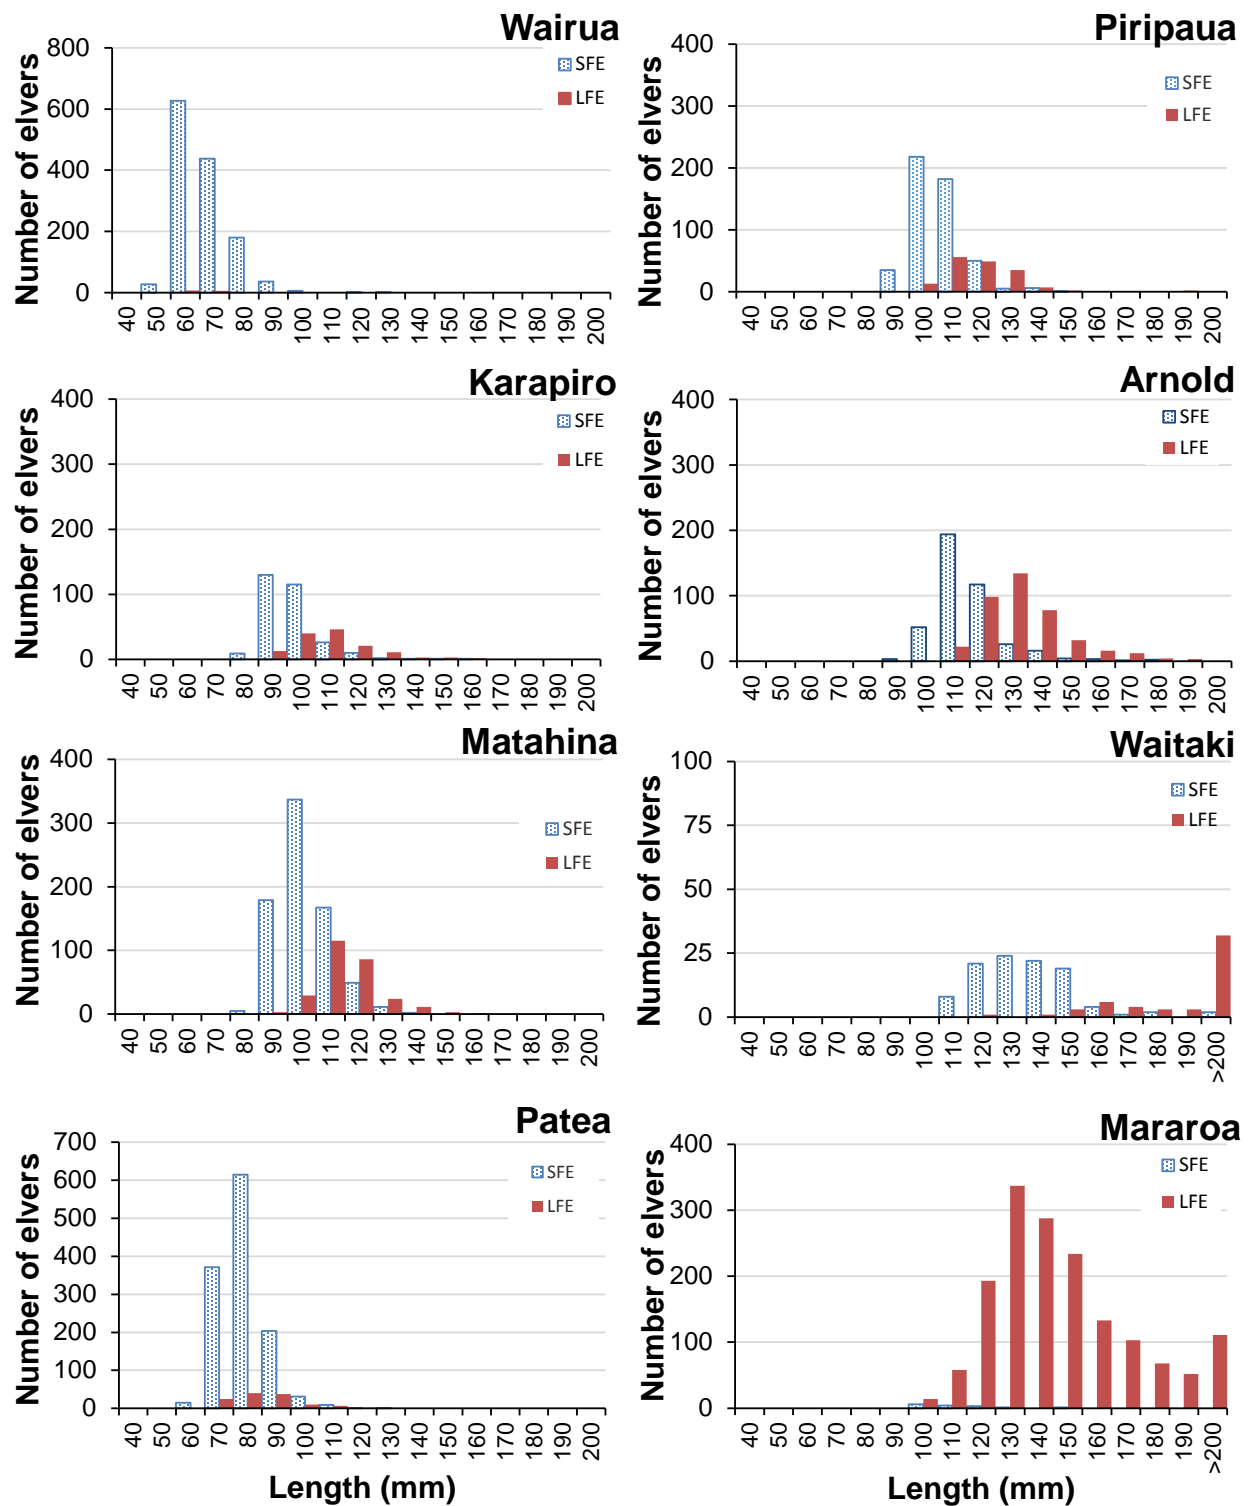 Wairua
Number of elvers
800
600
400
200
0
SFE
LFE
40 50 60 70 80 90 100 110 120 130 140 150 160 170 180 190 200
Piripaua
Number of elvers
400
300
200
100
0
SFE
LFE
40 50 60 70 80 90 100 110 120 130 140 150 160 170 180 190 200
Karapiro
Number of elvers
400
300
200
100
0
SFE
LFE
40 50 60 70 80 90 100 110 120 130 140 150 160 170 180 190 200
Arnold
Number of elvers
400
300
200
100
0
SFE
LFE
40 50 60 70 80 90 100 110 120 130 140 150 160 170 180 190 200
Matahina
Number of elvers
400
300
200
100
0
SFE
LFE
40 50 60 70 80 90 100 110 120 130 140 150 160 170 180 190 200
Waitaki
Number of elvers
100
75
50
25
0
SFE
LFE
40 50 60 70 80 90 100 110 120 130 140 150 160 170 180 190 >200
Patea
Number of elvers
700
600
500
400
300
200
100
0
SFE
LFE
40 50 60 70 80 90 100 110 120 130 140 150 160 170 180 190 200
Length (mm)
Mararoa
Number of elvers
400
300
200
100
0
SFE
LFE
40 50 60 70 80 90 100 110 120 130 140 150 160 170 180 190 >200
Length (mm)